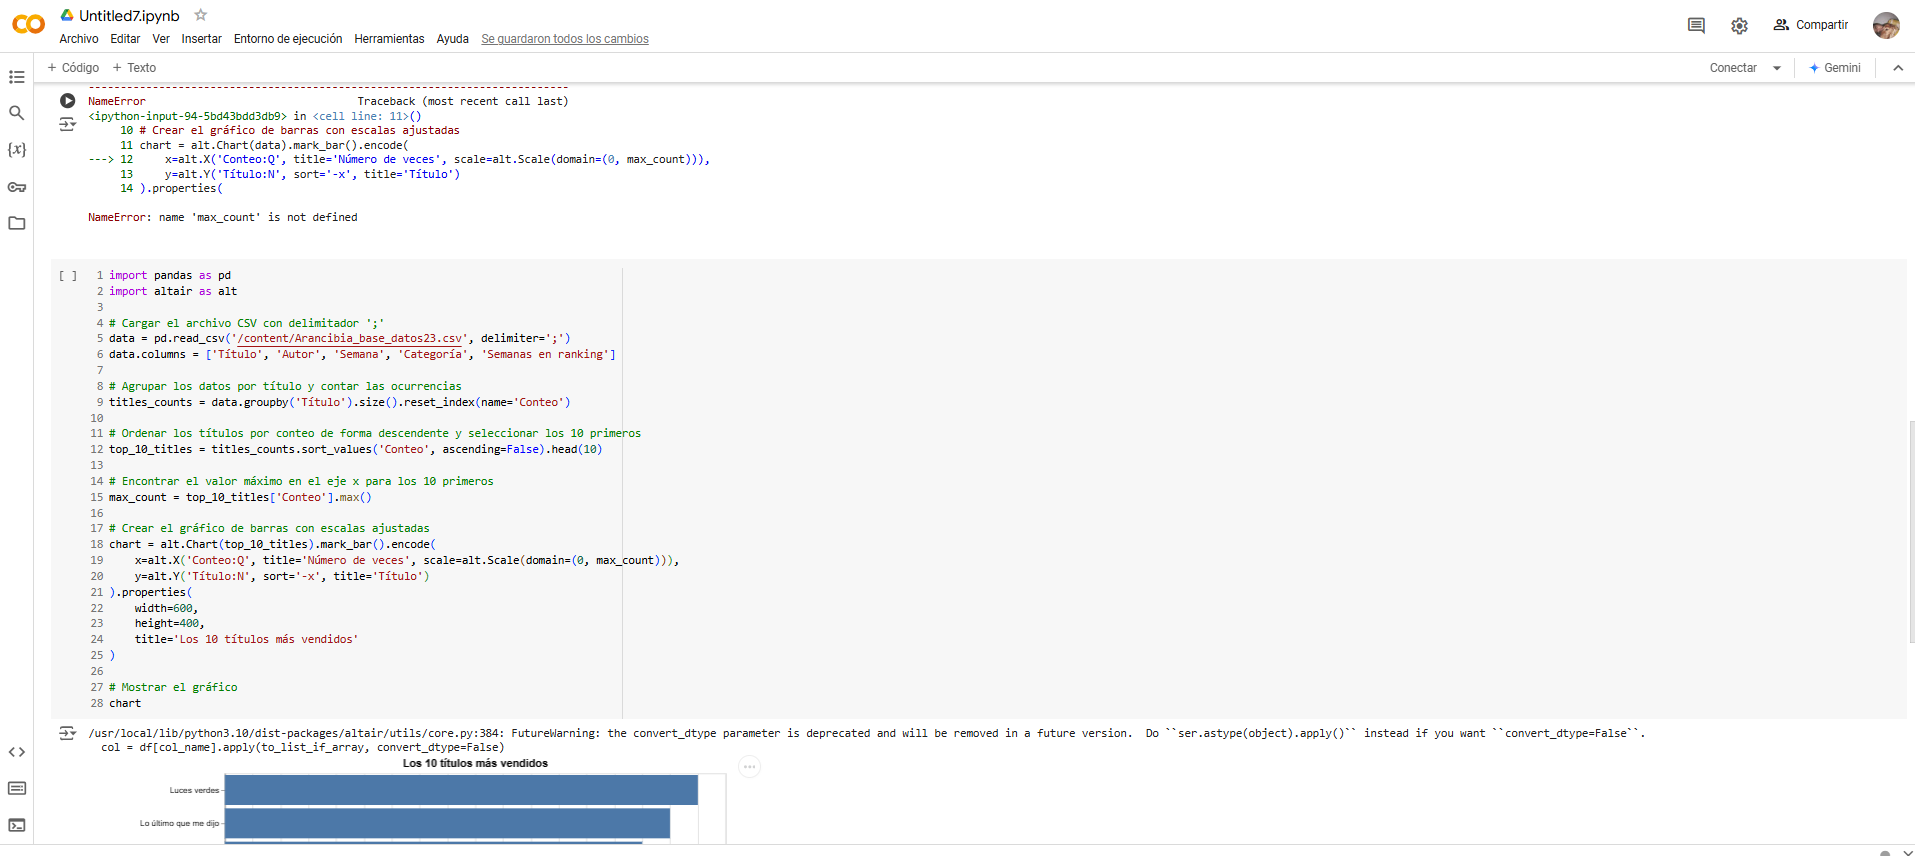 CO Untitled7.ipynb
Archivo Editar Ver Insertar Entorno de ejecución Herramientas Ayuda Se guardaron todos los cambios
Compartir
+ Código + Texto
Conectar Gemini
---------------------------------------------------------------------------
NameError Traceback (most recent call last)
<ipython-input-94-5bd43bdd3db9> in <cell line: 11>()
10 # Crear el gráfico de barras con escalas ajustadas
11 chart = alt.Chart(data).mark_bar().encode(
---> 12 x=alt.X('Conteo:Q', title='Número de veces', scale=alt.Scale(domain=(0, max_count))),
13 y=alt.Y('Título:N', sort='-x', title='Título')
14 ).properties(
NameError: name 'max_count' is not defined
[ ] 1 import pandas as pd
2 import altair as alt
3
4 # Cargar el archivo CSV con delimitador ';'
5 data = pd.read_csv('/content/Arancibia_base_datos23.csv', delimiter=';')
6 data.columns = ['Título', 'Autor', 'Semana', 'Categoría', 'Semanas en ranking']
7
8 # Agrupar los datos por título y contar las ocurrencias
9 titles_counts = data.groupby('Título').size().reset_index(name='Conteo')
10
11 # Ordenar los títulos por conteo de forma descendente y seleccionar los 10 primeros
12 top_10_titles = titles_counts.sort_values('Conteo', ascending=False).head(10)
13
14 # Encontrar el valor máximo en el eje x para los 10 primeros
15 max_count = top_10_titles['Conteo'].max()
16
17 # Crear el gráfico de barras con escalas ajustadas
18 chart = alt.Chart(top_10_titles).mark_bar().encode(
19 x=alt.X('Conteo:Q', title='Número de veces', scale=alt.Scale(domain=(0, max_count))),
20 y=alt.Y('Título:N', sort='-x', title='Título')
21 ).properties(
22 width=600,
23 height=400,
24 title='Los 10 títulos más vendidos'
25 )
26
27 # Mostrar el gráfico
28 chart
/usr/local/lib/python3.10/dist-packages/altair/utils/core.py:384: FutureWarning: the convert_dtype parameter is deprecated and will be removed in a future version. Do ``ser.astype(object).apply()`` instead if you want ``convert_dtype=False``.
col = df[col_name].apply(to_list_if_array, convert_dtype=False)
Los 10 títulos más vendidos
Luces verdes
Lo último que me dijo